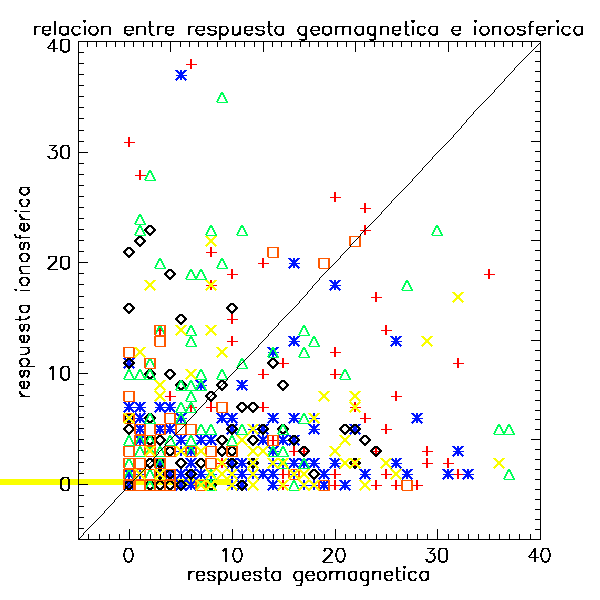 relacion entre respuesta geomagnetica e ionosferica
40
30
20
10
0
respuesta ionosferica
0 10 20 30 40
respuesta geomagnetica